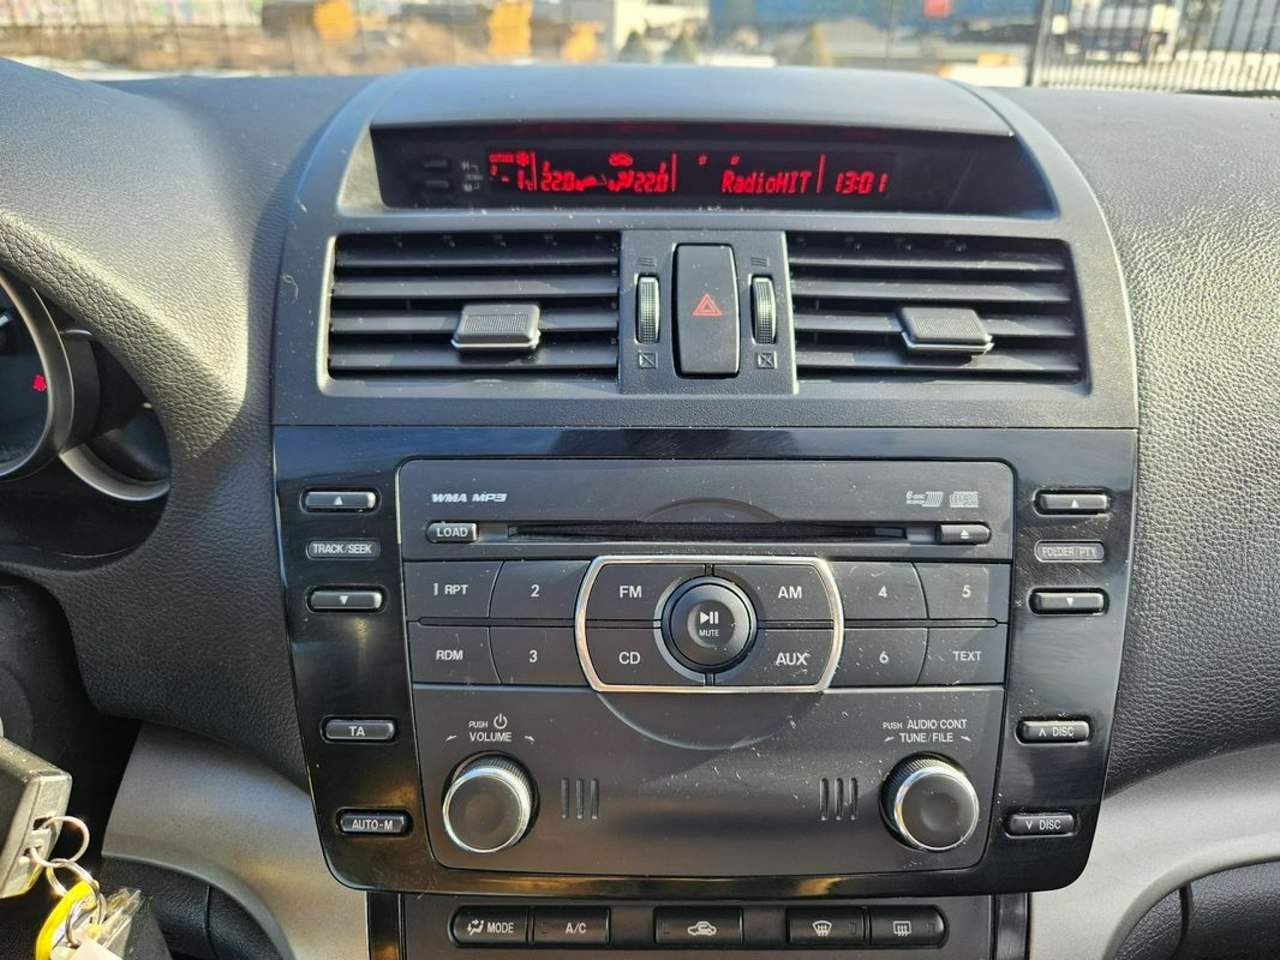 22.0 22.0 RadioHIT 13:01
WMA MP3
LOAD
TRACK/SEEK
FOLDER/PTY
1 RPT 2 FM AM 4 5
MUTE
RDM 3 CD AUX 6 TEXT
PUSH
VOLUME
PUSH AUDIO CONT
TUNE/FILE
TA
∧ DISC
AUTO-M
∨ DISC
MODE A/C